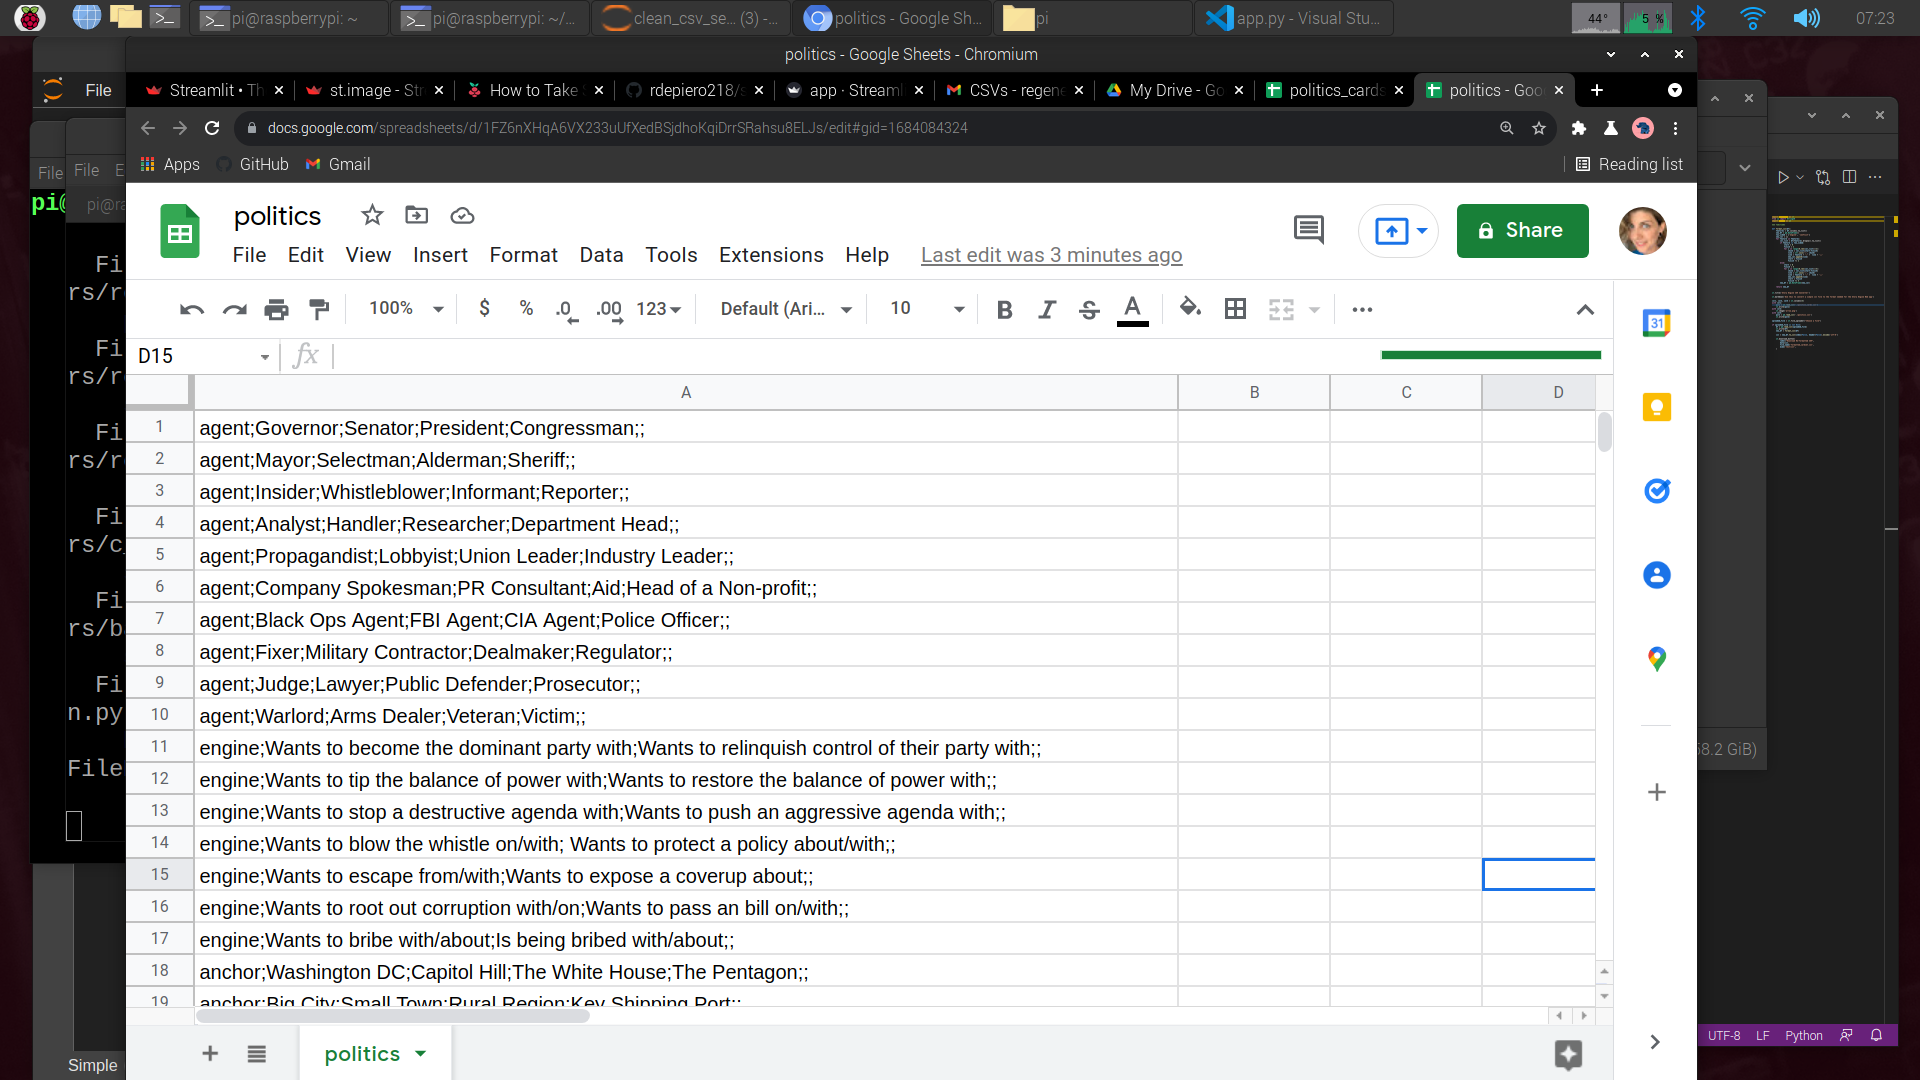 pi@raspberrypi: ~
pi@raspberrypi: ~/...
clean_csv_se... (3) -...
politics - Google Sh...
pi
app.py - Visual Stu...
44°
5 %
07:23
politics - Google Sheets - Chromium
File
Streamlit • Th
st.image - Str
How to Take
rdepiero218/s
app · Streaml
CSVs - regene
My Drive - Go
politics_cards
politics - Goo
docs.google.com/spreadsheets/d/1FZ6nXHqA6VX233uUfXedBSjdhoKqiDrrSRahsu8ELJs/edit#gid=1684084324
Apps
GitHub
Gmail
Reading list
File
File
E
pi@
pi@ra
politics
Share
File
Edit
View
Insert
Format
Data
Tools
Extensions
Help
Last edit was 3 minutes ago
100%
$
%
.0
.00
123
Default (Ari...
10
B
I
S
A
31
D15
fx
A
B
C
D
1 agent;Governor;Senator;President;Congressman;;
2 agent;Mayor;Selectman;Alderman;Sheriff;;
3 agent;Insider;Whistleblower;Informant;Reporter;;
4 agent;Analyst;Handler;Researcher;Department Head;;
5 agent;Propagandist;Lobbyist;Union Leader;Industry Leader;;
6 agent;Company Spokesman;PR Consultant;Aid;Head of a Non-profit;;
7 agent;Black Ops Agent;FBI Agent;CIA Agent;Police Officer;;
8 agent;Fixer;Military Contractor;Dealmaker;Regulator;;
9 agent;Judge;Lawyer;Public Defender;Prosecutor;;
10 agent;Warlord;Arms Dealer;Veteran;Victim;;
11 engine;Wants to become the dominant party with;Wants to relinquish control of their party with;;
12 engine;Wants to tip the balance of power with;Wants to restore the balance of power with;;
13 engine;Wants to stop a destructive agenda with;Wants to push an aggressive agenda with;;
14 engine;Wants to blow the whistle on/with; Wants to protect a policy about/with;;
15 engine;Wants to escape from/with;Wants to expose a coverup about;;
16 engine;Wants to root out corruption with/on;Wants to pass an bill on/with;;
17 engine;Wants to bribe with/about;Is being bribed with/about;;
18 anchor;Washington DC;Capitol Hill;The White House;The Pentagon;;
19 anchor;Big City;Small Town;Rural Region;Key Shipping Port;;
politics
Fi
rs/r
Fi
rs/r
Fi
rs/r
Fi
rs/c
Fi
rs/b
Fi
n.py
File
8.2 GiB)
Simple
UTF-8
LF
Python